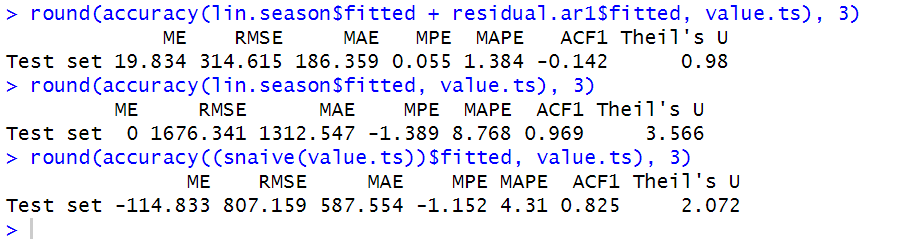 > round(accuracy(lin.season$fitted + residual.ar1$fitted, value.ts), 3)
ME RMSE MAE MPE MAPE ACF1 Theil's U
Test set 19.834 314.615 186.359 0.055 1.384 -0.142 0.98
> round(accuracy(lin.season$fitted, value.ts), 3)
ME RMSE MAE MPE MAPE ACF1 Theil's U
Test set 0 1676.341 1312.547 -1.389 8.768 0.969 3.566
> round(accuracy((snaive(value.ts))$fitted, value.ts), 3)
ME RMSE MAE MPE MAPE ACF1 Theil's U
Test set -114.833 807.159 587.554 -1.152 4.31 0.825 2.072
>